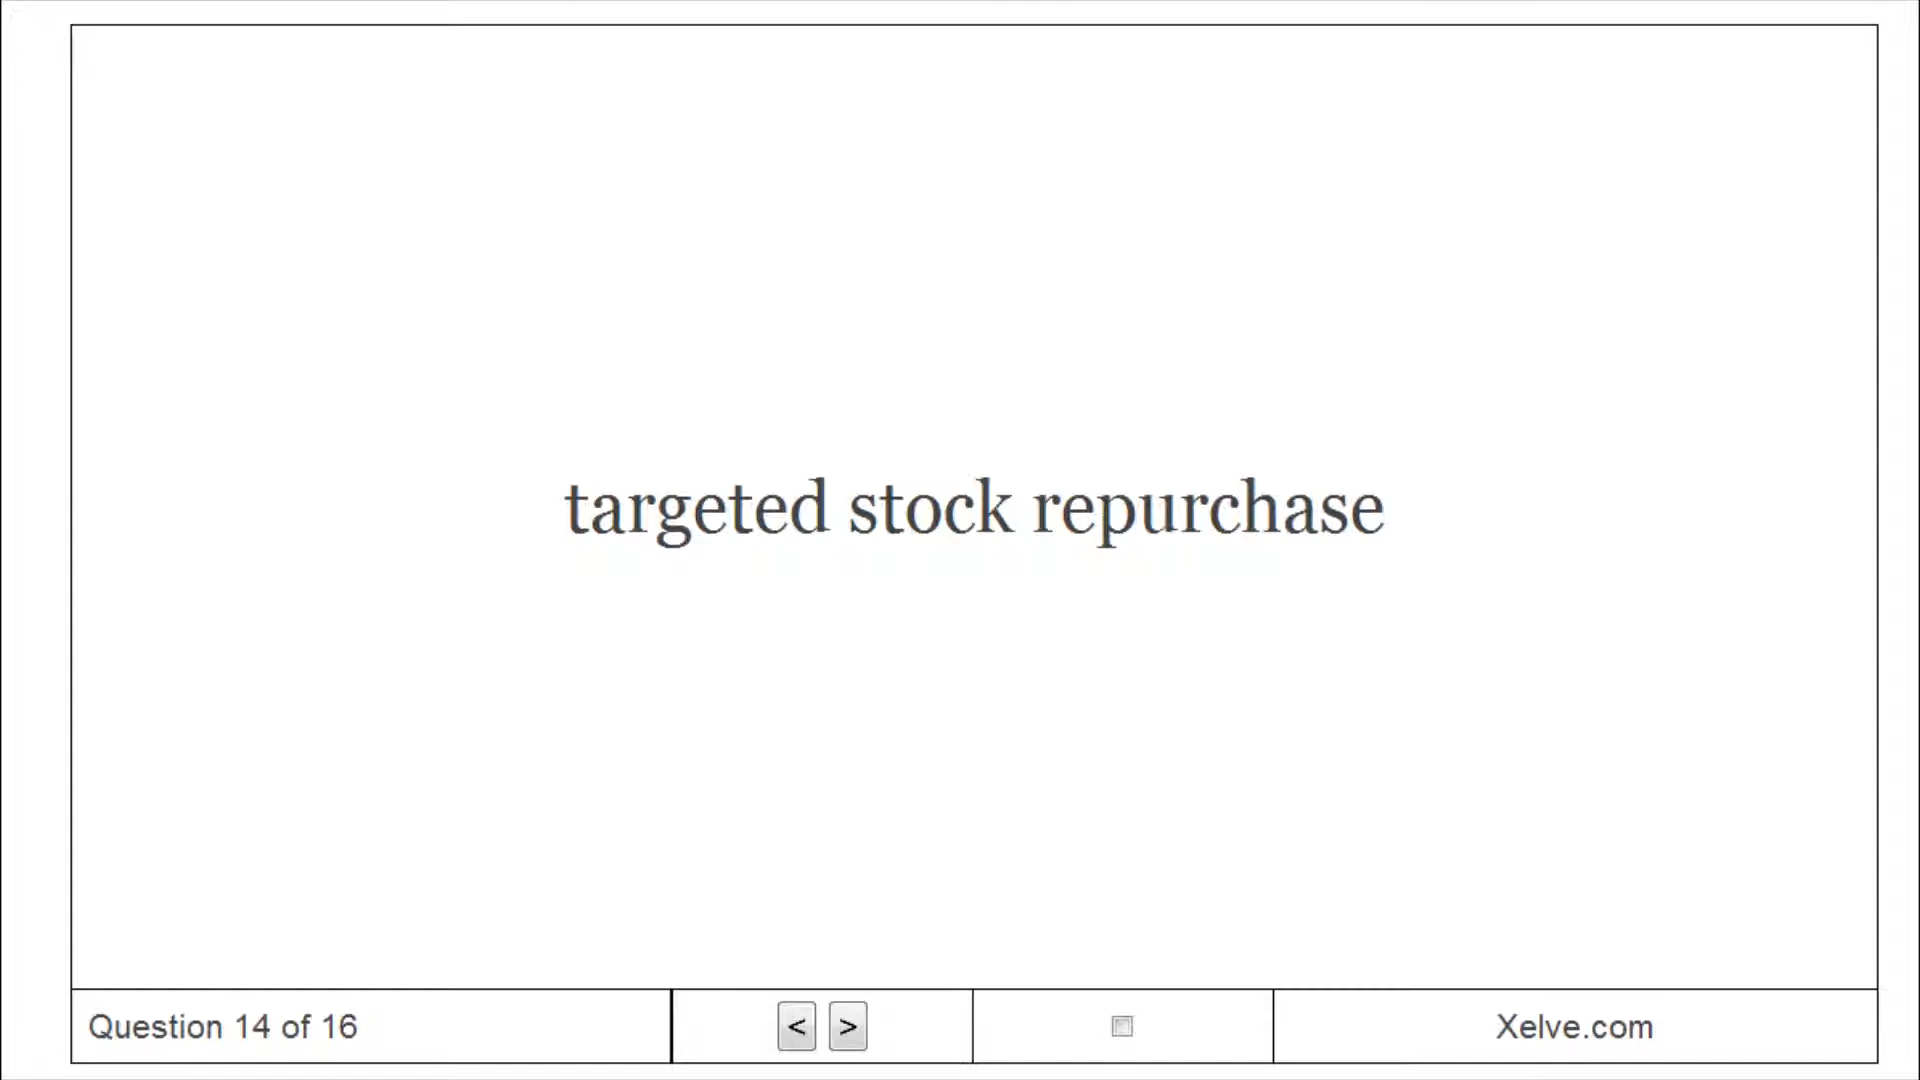 targeted stock repurchase
Question 14 of 16
< >
Xelve.com